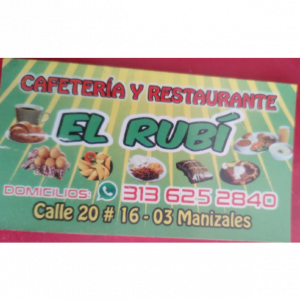 CAFETERÍA Y RESTAURANTE
EL RUBÍ
DOMICILIOS: 313 625 2840
Calle 20 # 16 - 03 Manizales